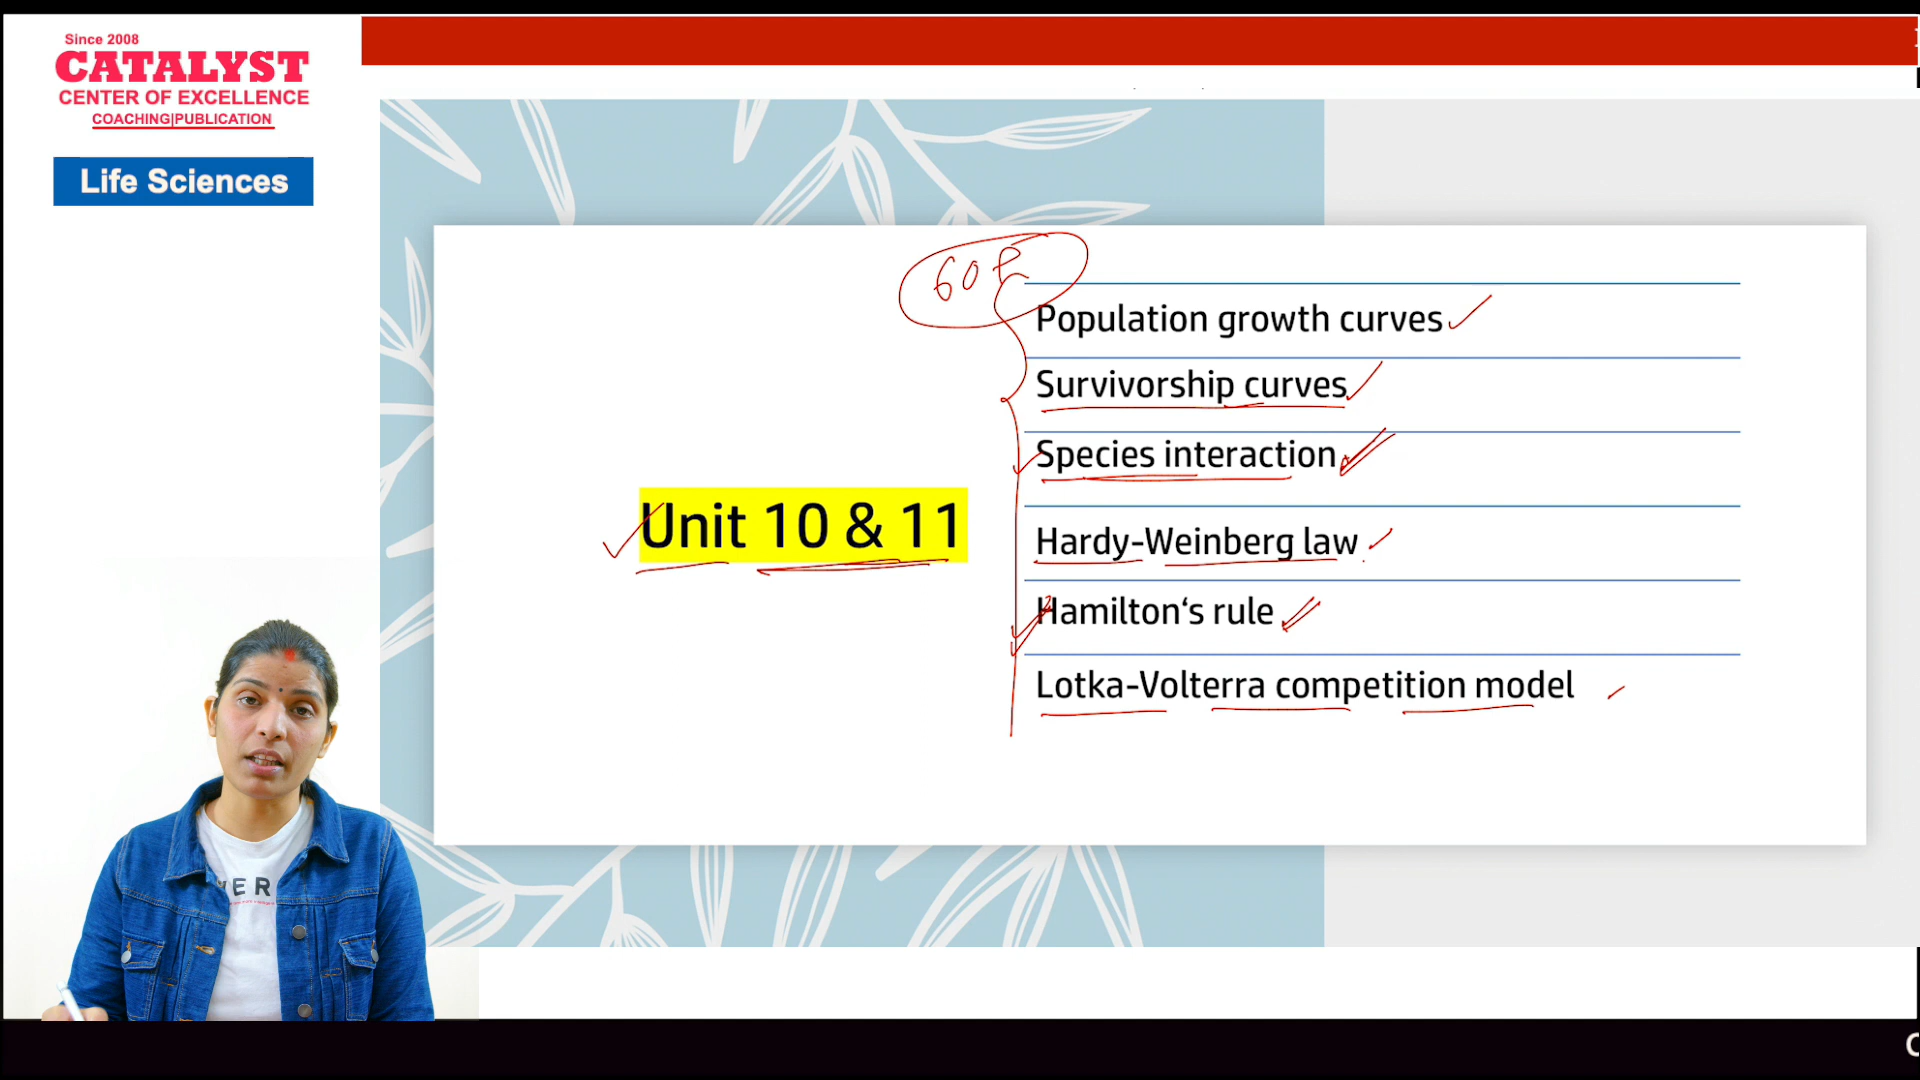 Since 2008
CATALYST
CENTER OF EXCELLENCE
COACHING|PUBLICATION
Life Sciences
60
Population growth curves
Survivorship curves
Species interaction
Unit 10 & 11
Hardy-Weinberg law
Hamilton‘s rule
Lotka-Volterra competition model